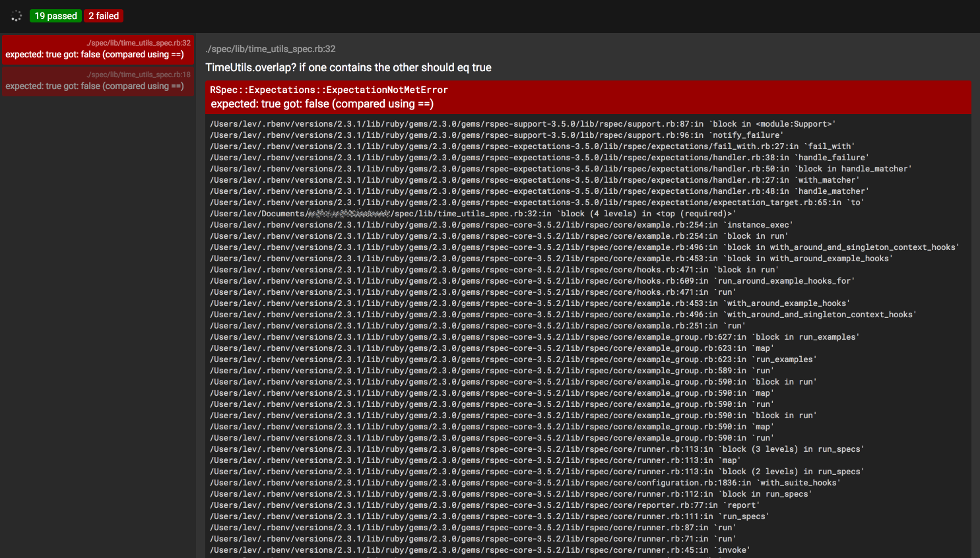 19 passed 2 failed
./spec/lib/time_utils_spec.rb:32
expected: true got: false (compared using ==)
./spec/lib/time_utils_spec.rb:18
expected: true got: false (compared using ==)
./spec/lib/time_utils_spec.rb:32
TimeUtils.overlap? if one contains the other should eq true
RSpec::Expectations::ExpectationNotMetError
expected: true got: false (compared using ==)
/Users/lev/.rbenv/versions/2.3.1/lib/ruby/gems/2.3.0/gems/rspec-support-3.5.0/lib/rspec/support.rb:87:in `block in <module:Support>'
/Users/lev/.rbenv/versions/2.3.1/lib/ruby/gems/2.3.0/gems/rspec-support-3.5.0/lib/rspec/support.rb:96:in `notify_failure'
/Users/lev/.rbenv/versions/2.3.1/lib/ruby/gems/2.3.0/gems/rspec-expectations-3.5.0/lib/rspec/expectations/fail_with.rb:27:in `fail_with'
/Users/lev/.rbenv/versions/2.3.1/lib/ruby/gems/2.3.0/gems/rspec-expectations-3.5.0/lib/rspec/expectations/handler.rb:38:in `handle_failure'
/Users/lev/.rbenv/versions/2.3.1/lib/ruby/gems/2.3.0/gems/rspec-expectations-3.5.0/lib/rspec/expectations/handler.rb:50:in `block in handle_matcher'
/Users/lev/.rbenv/versions/2.3.1/lib/ruby/gems/2.3.0/gems/rspec-expectations-3.5.0/lib/rspec/expectations/handler.rb:27:in `with_matcher'
/Users/lev/.rbenv/versions/2.3.1/lib/ruby/gems/2.3.0/gems/rspec-expectations-3.5.0/lib/rspec/expectations/handler.rb:48:in `handle_matcher'
/Users/lev/.rbenv/versions/2.3.1/lib/ruby/gems/2.3.0/gems/rspec-expectations-3.5.0/lib/rspec/expectations/expectation_target.rb:65:in `to'
/Users/lev/Documents/ /spec/lib/time_utils_spec.rb:32:in `block (4 levels) in <top (required)>'
/Users/lev/.rbenv/versions/2.3.1/lib/ruby/gems/2.3.0/gems/rspec-core-3.5.2/lib/rspec/core/example.rb:254:in `instance_exec'
/Users/lev/.rbenv/versions/2.3.1/lib/ruby/gems/2.3.0/gems/rspec-core-3.5.2/lib/rspec/core/example.rb:254:in `block in run'
/Users/lev/.rbenv/versions/2.3.1/lib/ruby/gems/2.3.0/gems/rspec-core-3.5.2/lib/rspec/core/example.rb:496:in `block in with_around_and_singleton_context_hooks'
/Users/lev/.rbenv/versions/2.3.1/lib/ruby/gems/2.3.0/gems/rspec-core-3.5.2/lib/rspec/core/example.rb:453:in `block in with_around_example_hooks'
/Users/lev/.rbenv/versions/2.3.1/lib/ruby/gems/2.3.0/gems/rspec-core-3.5.2/lib/rspec/core/hooks.rb:471:in `block in run'
/Users/lev/.rbenv/versions/2.3.1/lib/ruby/gems/2.3.0/gems/rspec-core-3.5.2/lib/rspec/core/hooks.rb:609:in `run_around_example_hooks_for'
/Users/lev/.rbenv/versions/2.3.1/lib/ruby/gems/2.3.0/gems/rspec-core-3.5.2/lib/rspec/core/hooks.rb:471:in `run'
/Users/lev/.rbenv/versions/2.3.1/lib/ruby/gems/2.3.0/gems/rspec-core-3.5.2/lib/rspec/core/example.rb:453:in `with_around_example_hooks'
/Users/lev/.rbenv/versions/2.3.1/lib/ruby/gems/2.3.0/gems/rspec-core-3.5.2/lib/rspec/core/example.rb:496:in `with_around_and_singleton_context_hooks'
/Users/lev/.rbenv/versions/2.3.1/lib/ruby/gems/2.3.0/gems/rspec-core-3.5.2/lib/rspec/core/example.rb:251:in `run'
/Users/lev/.rbenv/versions/2.3.1/lib/ruby/gems/2.3.0/gems/rspec-core-3.5.2/lib/rspec/core/example_group.rb:627:in `block in run_examples'
/Users/lev/.rbenv/versions/2.3.1/lib/ruby/gems/2.3.0/gems/rspec-core-3.5.2/lib/rspec/core/example_group.rb:623:in `map'
/Users/lev/.rbenv/versions/2.3.1/lib/ruby/gems/2.3.0/gems/rspec-core-3.5.2/lib/rspec/core/example_group.rb:623:in `run_examples'
/Users/lev/.rbenv/versions/2.3.1/lib/ruby/gems/2.3.0/gems/rspec-core-3.5.2/lib/rspec/core/example_group.rb:589:in `run'
/Users/lev/.rbenv/versions/2.3.1/lib/ruby/gems/2.3.0/gems/rspec-core-3.5.2/lib/rspec/core/example_group.rb:590:in `block in run'
/Users/lev/.rbenv/versions/2.3.1/lib/ruby/gems/2.3.0/gems/rspec-core-3.5.2/lib/rspec/core/example_group.rb:590:in `map'
/Users/lev/.rbenv/versions/2.3.1/lib/ruby/gems/2.3.0/gems/rspec-core-3.5.2/lib/rspec/core/example_group.rb:590:in `run'
/Users/lev/.rbenv/versions/2.3.1/lib/ruby/gems/2.3.0/gems/rspec-core-3.5.2/lib/rspec/core/example_group.rb:590:in `block in run'
/Users/lev/.rbenv/versions/2.3.1/lib/ruby/gems/2.3.0/gems/rspec-core-3.5.2/lib/rspec/core/example_group.rb:590:in `map'
/Users/lev/.rbenv/versions/2.3.1/lib/ruby/gems/2.3.0/gems/rspec-core-3.5.2/lib/rspec/core/example_group.rb:590:in `run'
/Users/lev/.rbenv/versions/2.3.1/lib/ruby/gems/2.3.0/gems/rspec-core-3.5.2/lib/rspec/core/runner.rb:113:in `block (3 levels) in run_specs'
/Users/lev/.rbenv/versions/2.3.1/lib/ruby/gems/2.3.0/gems/rspec-core-3.5.2/lib/rspec/core/runner.rb:113:in `map'
/Users/lev/.rbenv/versions/2.3.1/lib/ruby/gems/2.3.0/gems/rspec-core-3.5.2/lib/rspec/core/runner.rb:113:in `block (2 levels) in run_specs'
/Users/lev/.rbenv/versions/2.3.1/lib/ruby/gems/2.3.0/gems/rspec-core-3.5.2/lib/rspec/core/configuration.rb:1836:in `with_suite_hooks'
/Users/lev/.rbenv/versions/2.3.1/lib/ruby/gems/2.3.0/gems/rspec-core-3.5.2/lib/rspec/core/runner.rb:112:in `block in run_specs'
/Users/lev/.rbenv/versions/2.3.1/lib/ruby/gems/2.3.0/gems/rspec-core-3.5.2/lib/rspec/core/reporter.rb:77:in `report'
/Users/lev/.rbenv/versions/2.3.1/lib/ruby/gems/2.3.0/gems/rspec-core-3.5.2/lib/rspec/core/runner.rb:111:in `run_specs'
/Users/lev/.rbenv/versions/2.3.1/lib/ruby/gems/2.3.0/gems/rspec-core-3.5.2/lib/rspec/core/runner.rb:87:in `run'
/Users/lev/.rbenv/versions/2.3.1/lib/ruby/gems/2.3.0/gems/rspec-core-3.5.2/lib/rspec/core/runner.rb:71:in `run'
/Users/lev/.rbenv/versions/2.3.1/lib/ruby/gems/2.3.0/gems/rspec-core-3.5.2/lib/rspec/core/runner.rb:45:in `invoke'